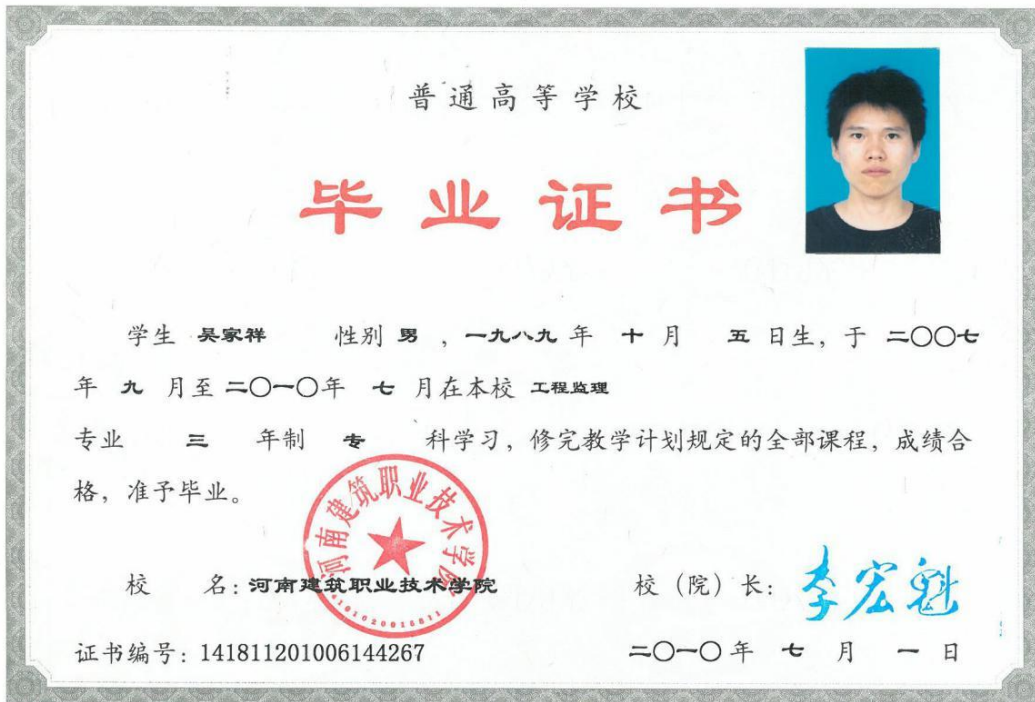 普通高等学校
毕业证书
学生 吴家祥 性别 男 ，一九八九 年 十 月 五 日生，于 二〇〇七
年 九 月至 二〇一〇年 七 月在本校 工程监理
专业 三 年制 专 科学习，修完教学计划规定的全部课程，成绩合
格，准予毕业。
河南建筑职业技术学院
校 名：河南建筑职业技术学院 校（院）长：李宏魁
证书编号：141811201006144267 二〇一〇年 七 月 一 日